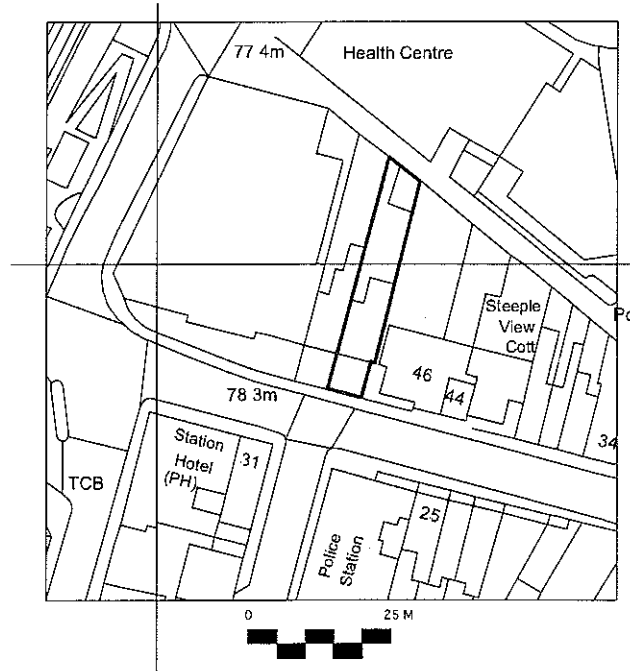 77 4m
Health Centre
Steeple
View
Cott
Po
46
44
34
78 3m
Station
Hotel
(PH)
31
TCB
25
Police
Station
0
25 M